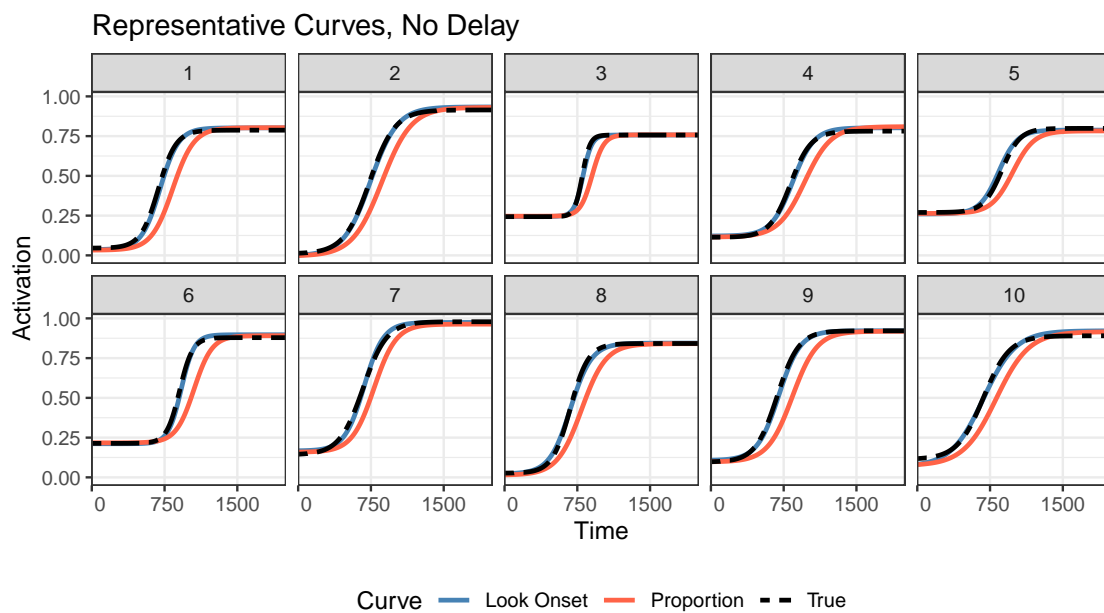 Representative Curves, No Delay
1 2 3 4 5
1.00
0.75
0.50
0.25
0.00
6 7 8 9 10
1.00
0.75
0.50
0.25
0.00
Activation
0 750 1500 0 750 1500 0 750 1500 0 750 1500 0 750 1500
Time
Curve Look Onset Proportion True